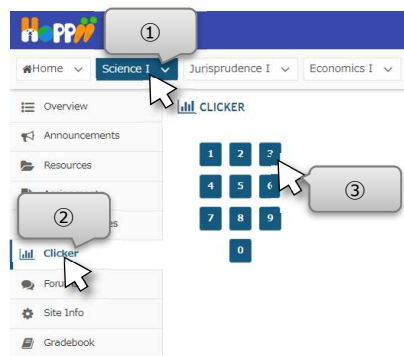 Hoppii
①
Home
Science I
Jurisprudence I
Economics I
Overview
CLICKER
Announcements
1 2 3
Resources
4 5 6
③
②
es
7 8 9
Clicker
0
Site Info
Gradebook